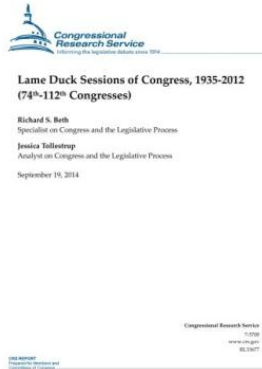 Congressional
Research Service
Informing the legislative debate since 1914
Lame Duck Sessions of Congress, 1935-2012
(74th-112th Congresses)
Richard S. Beth
Specialist on Congress and the Legislative Process
Jessica Tollestrup
Analyst on Congress and the Legislative Process
September 19, 2014
Congressional Research Service
7-5700
www.crs.gov
RL33677
CRS REPORT
Prepared for Members and
Committees of Congress